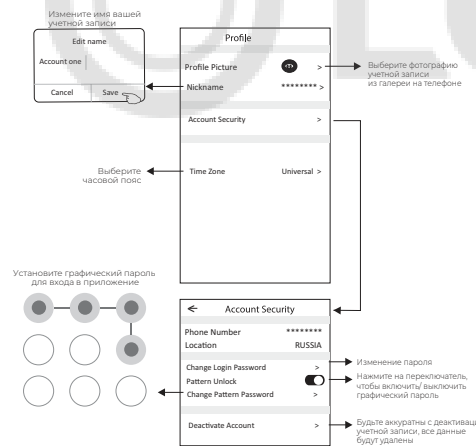 Измените имя вашей
учетной записи
Edit name
Account one
Cancel Save
Profile
Profile Picture >
Nickname ******** >
Account Security >
Time Zone Universal >
Выберите фотографию
учетной записи
из галереи на телефоне
Выберите
часовой пояс
Установите графический пароль
для входа в приложение
Account Security
Phone Number ********
Location RUSSIA
Change Login Password >
Pattern Unlock
Change Pattern Password >
Deactivate Account >
Изменение пароля
Нажмите на переключатель,
чтобы включить/ выключить
графический пароль
Будьте аккуратны с
учетной записи, все данные
будут удалены